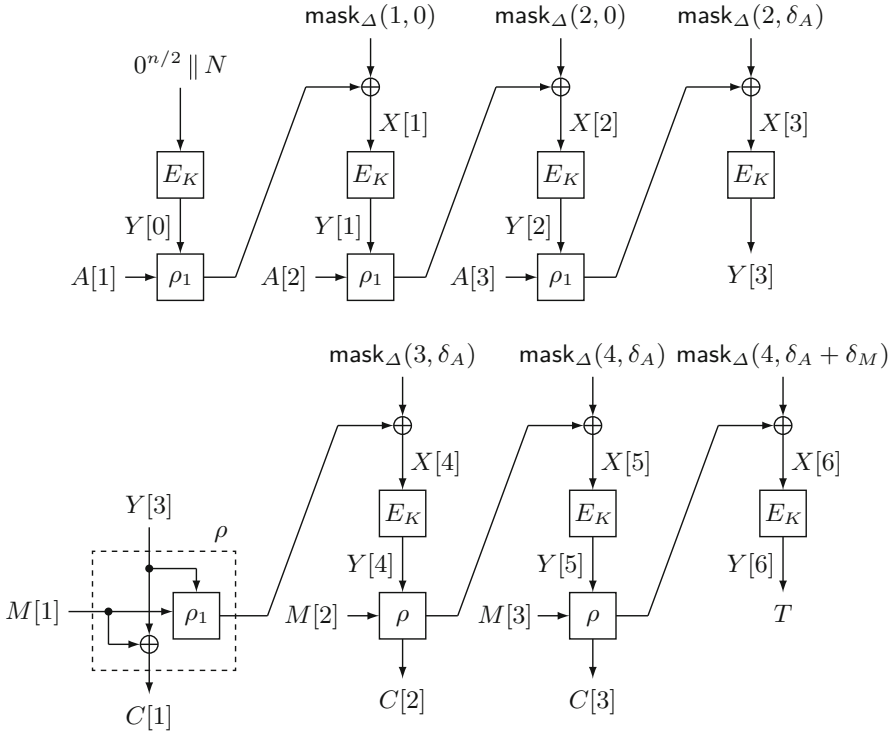 mask_Δ(1, 0) mask_Δ(2, 0) mask_Δ(2, δ_A)
0^{n/2} ∥ N
X[1] X[2] X[3]
E_K E_K E_K E_K
Y[0] Y[1] Y[2]
A[1] ρ_1 A[2] ρ_1 A[3] ρ_1 Y[3]
mask_Δ(3, δ_A) mask_Δ(4, δ_A) mask_Δ(4, δ_A + δ_M)
X[4] X[5] X[6]
Y[3] ρ E_K E_K E_K
Y[4] Y[5] Y[6]
M[1] ρ_1 M[2] ρ M[3] ρ T
C[1] C[2] C[3]